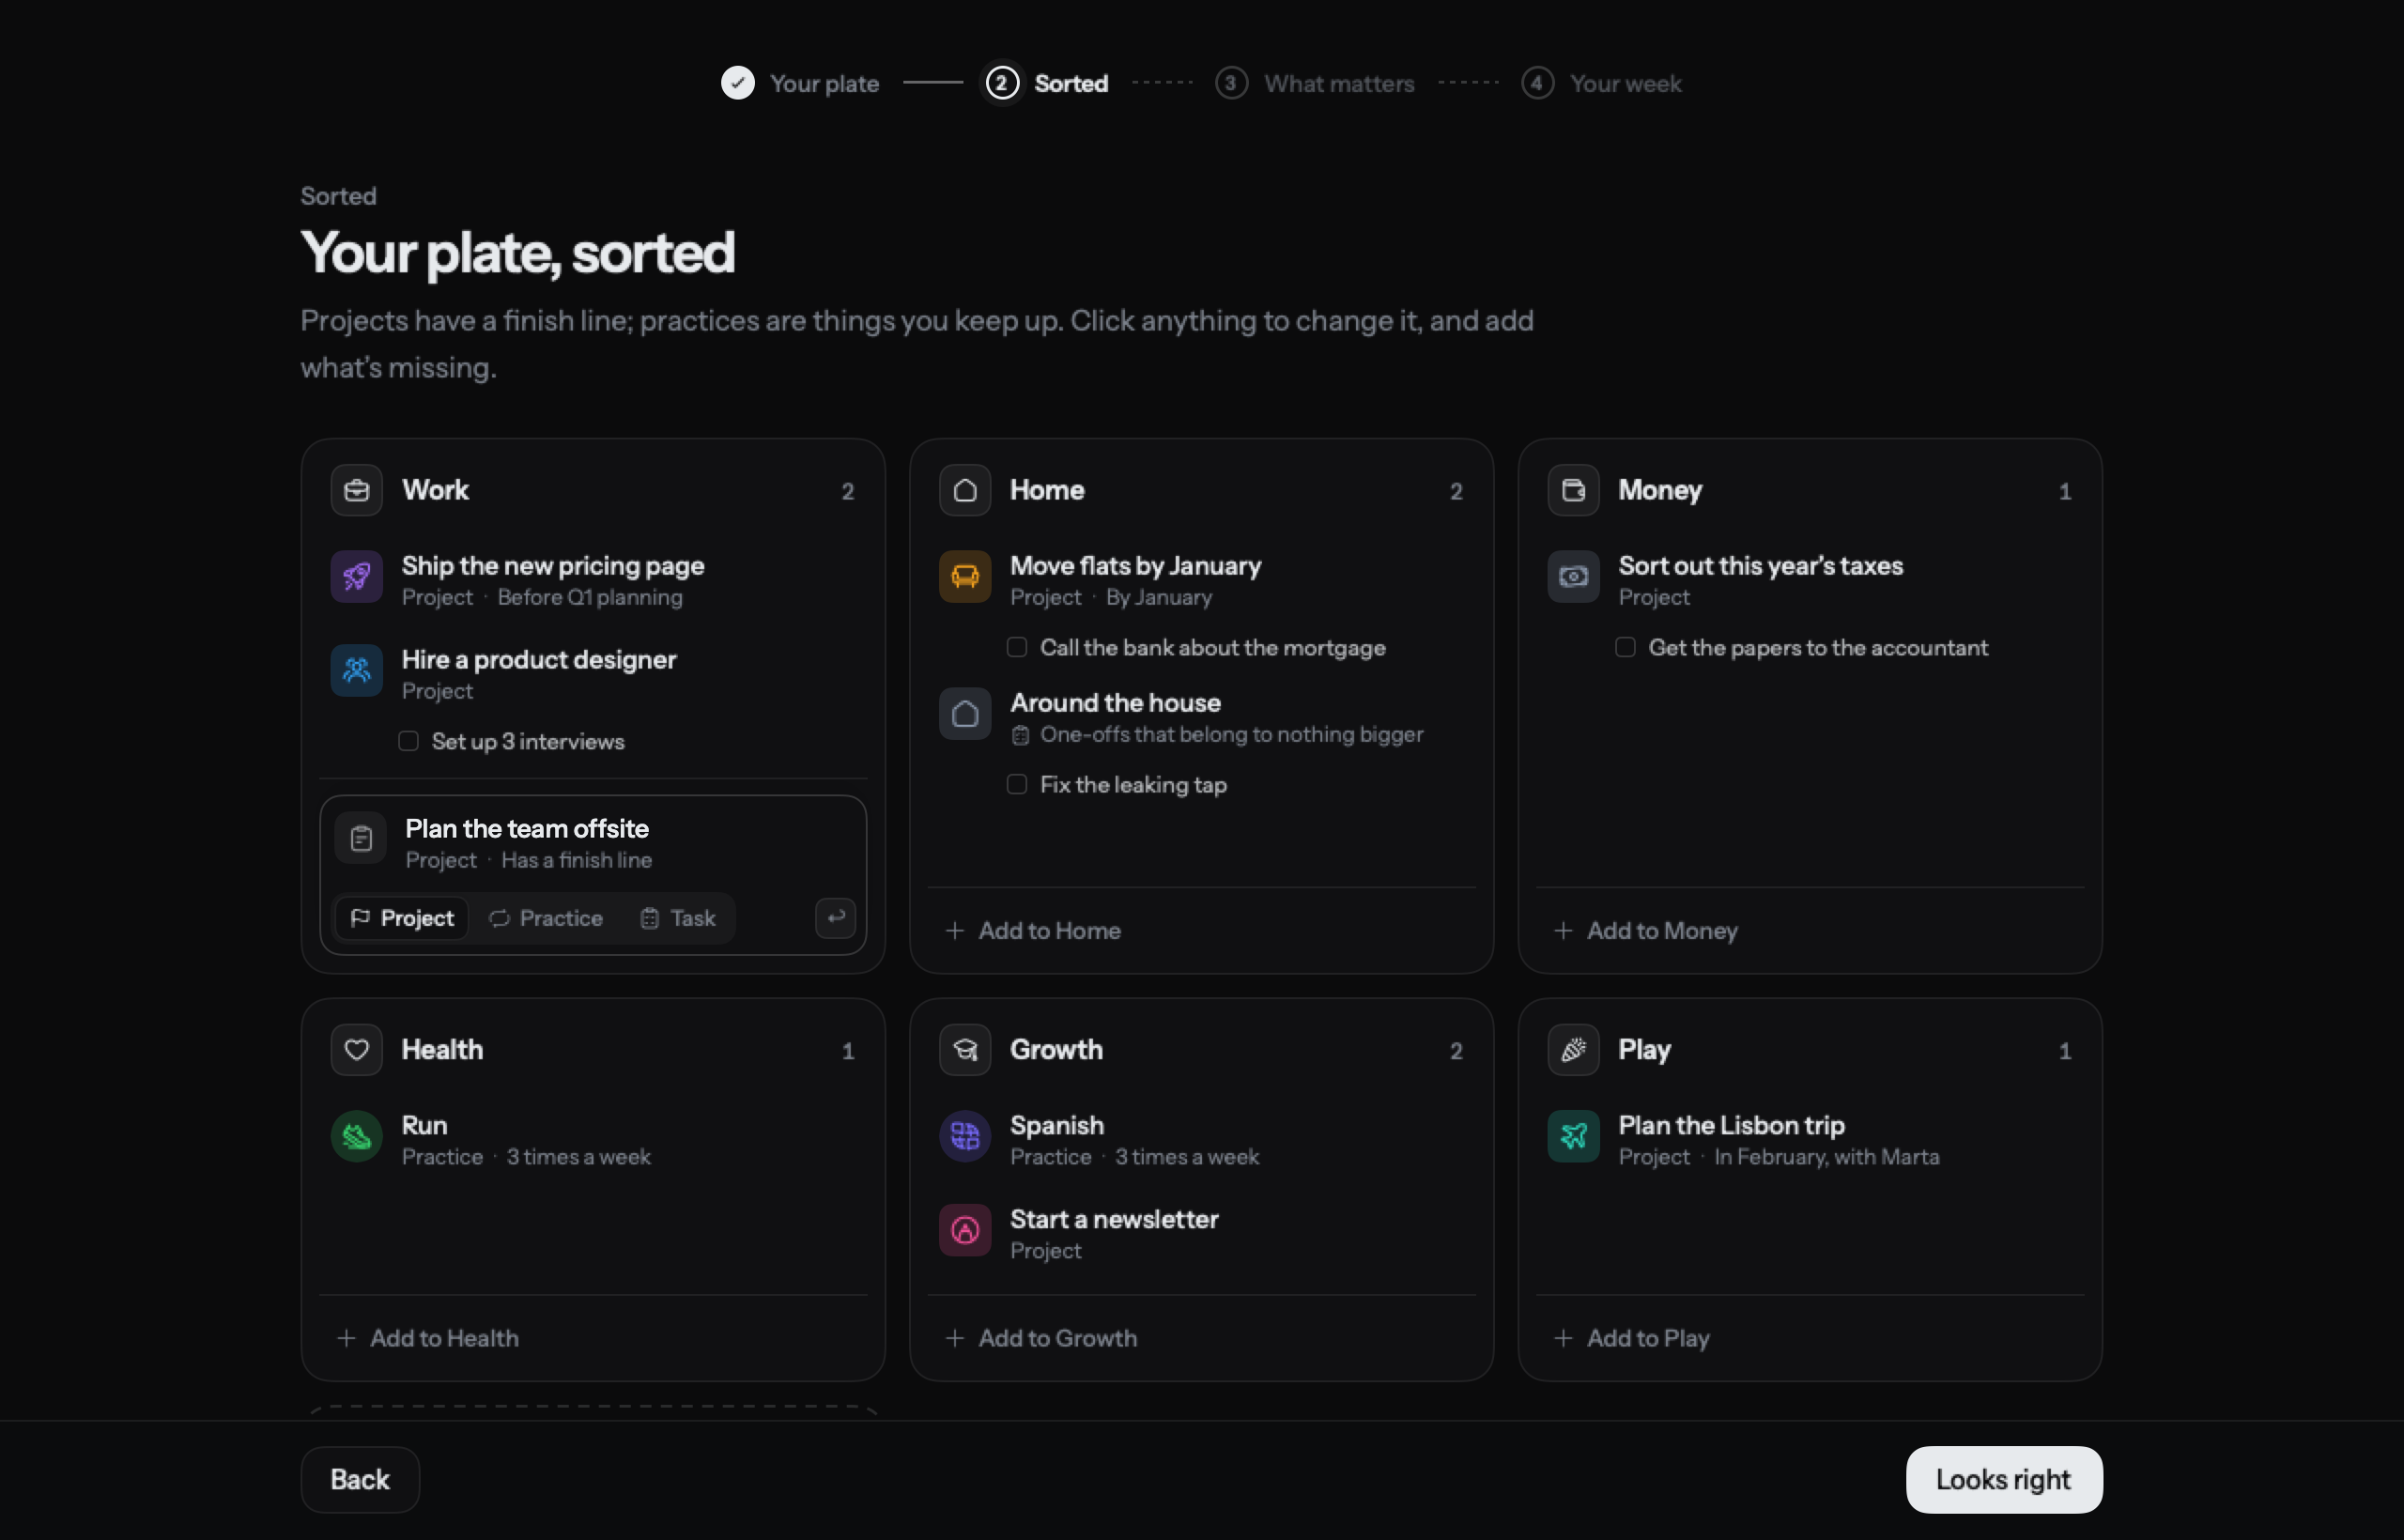 Your plate
2 Sorted
3 What matters
4 Your week
Sorted
Your plate, sorted
Projects have a finish line; practices are things you keep up. Click anything to change it, and add
what's missing.
Work 2
Ship the new pricing page
Project · Before Q1 planning
Hire a product designer
Project
Set up 3 interviews
Plan the team offsite
Project · Has a finish line
Project Practice Task
Home 2
Move flats by January
Project · By January
Call the bank about the mortgage
Around the house
One-offs that belong to nothing bigger
Fix the leaking tap
+ Add to Home
Money 1
Sort out this year's taxes
Project
Get the papers to the accountant
+ Add to Money
Health 1
Run
Practice · 3 times a week
+ Add to Health
Growth 2
Spanish
Practice · 3 times a week
Start a newsletter
Project
+ Add to Growth
Play 1
Plan the Lisbon trip
Project · In February, with Marta
+ Add to Play
Back
Looks right